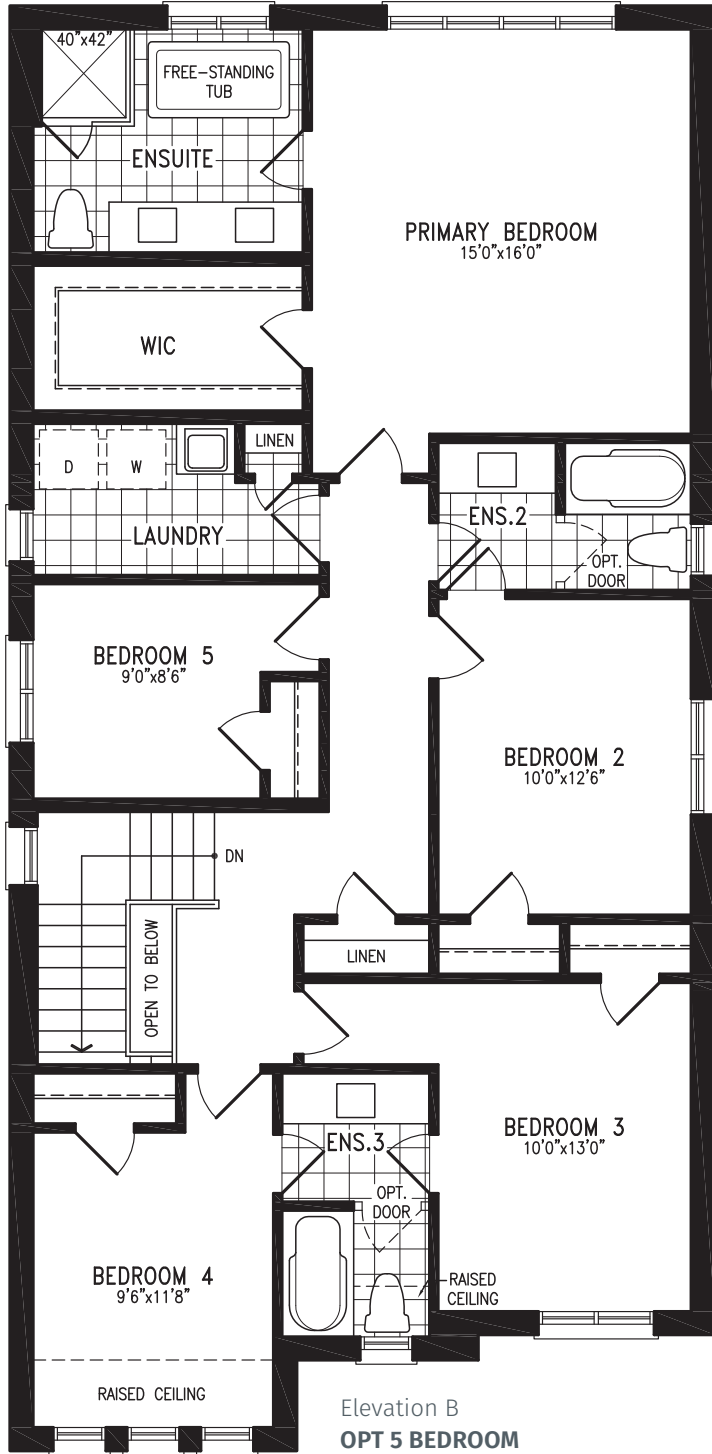 40"x42"
FREE-STANDING
TUB
ENSUITE
PRIMARY BEDROOM
15'0"x16'0"
WIC
LINEN
D
W
LAUNDRY
ENS.2
OPT.
DOOR
BEDROOM 5
9'0"x8'6"
BEDROOM 2
10'0"x12'6"
DN
OPEN TO BELOW
LINEN
BEDROOM 3
10'0"x13'0"
ENS.3
OPT.
DOOR
BEDROOM 4
9'6"x11'8"
RAISED
CEILING
RAISED CEILING
Elevation B
OPT 5 BEDROOM